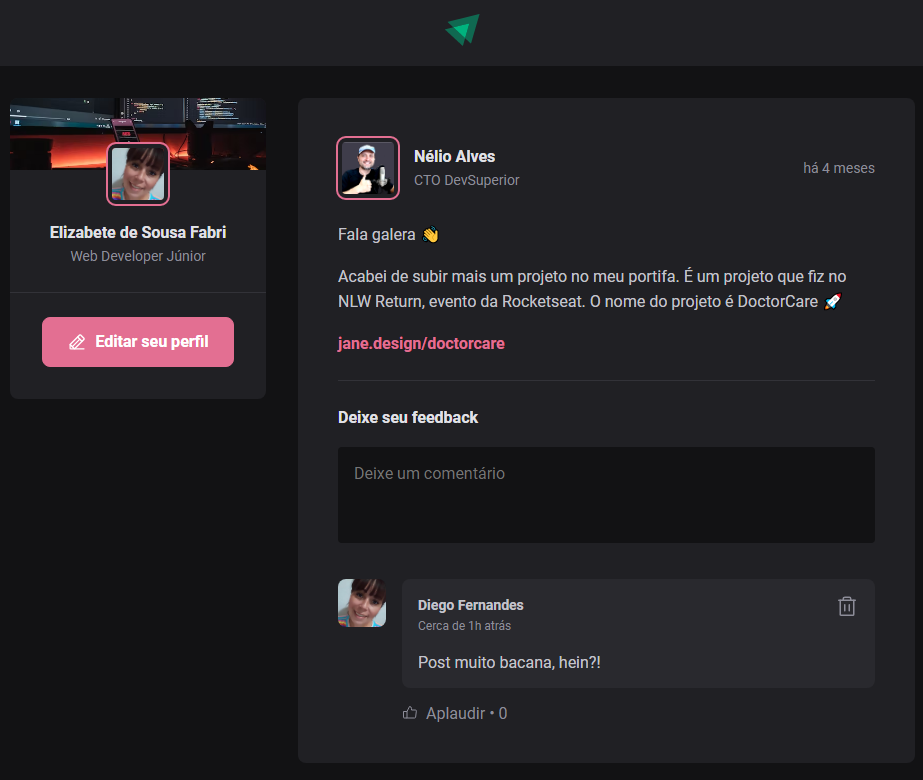 Elizabete de Sousa Fabri
Web Developer Júnior
Editar seu perfil
Nélio Alves
CTO DevSuperior
há 4 meses
Fala galera 👋
Acabei de subir mais um projeto no meu portifa. É um projeto que fiz no
NLW Return, evento da Rocketseat. O nome do projeto é DoctorCare 🚀
jane.design/doctorcare
Deixe seu feedback
Deixe um comentário
Diego Fernandes
Cerca de 1h atrás
Post muito bacana, hein?!
Aplaudir • 0